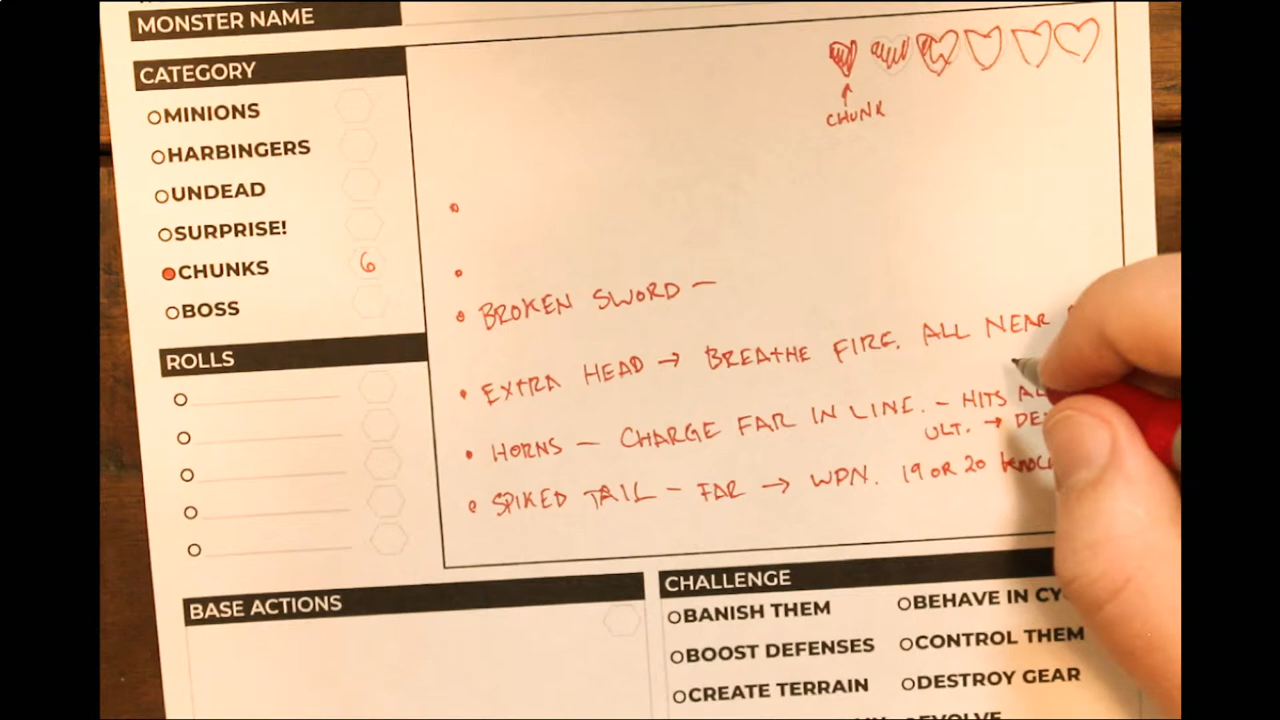 MONSTER NAME
CATEGORY
MINIONS
HARBINGERS
UNDEAD
SURPRISE!
CHUNKS 6
BOSS
ROLLS
CHUNK
BROKEN SWORD —
EXTRA HEAD → BREATHE FIRE. ALL NEAR
HORNS — CHARGE FAR IN LINE. - HITS
ULT. →
SPIKED TAIL - FAR → WPN. 19 OR 20
BASE ACTIONS
CHALLENGE
BANISH THEM
BOOST DEFENSES
CREATE TERRAIN
BEHAVE IN
CONTROL THEM
DESTROY GEAR
EVOLVE